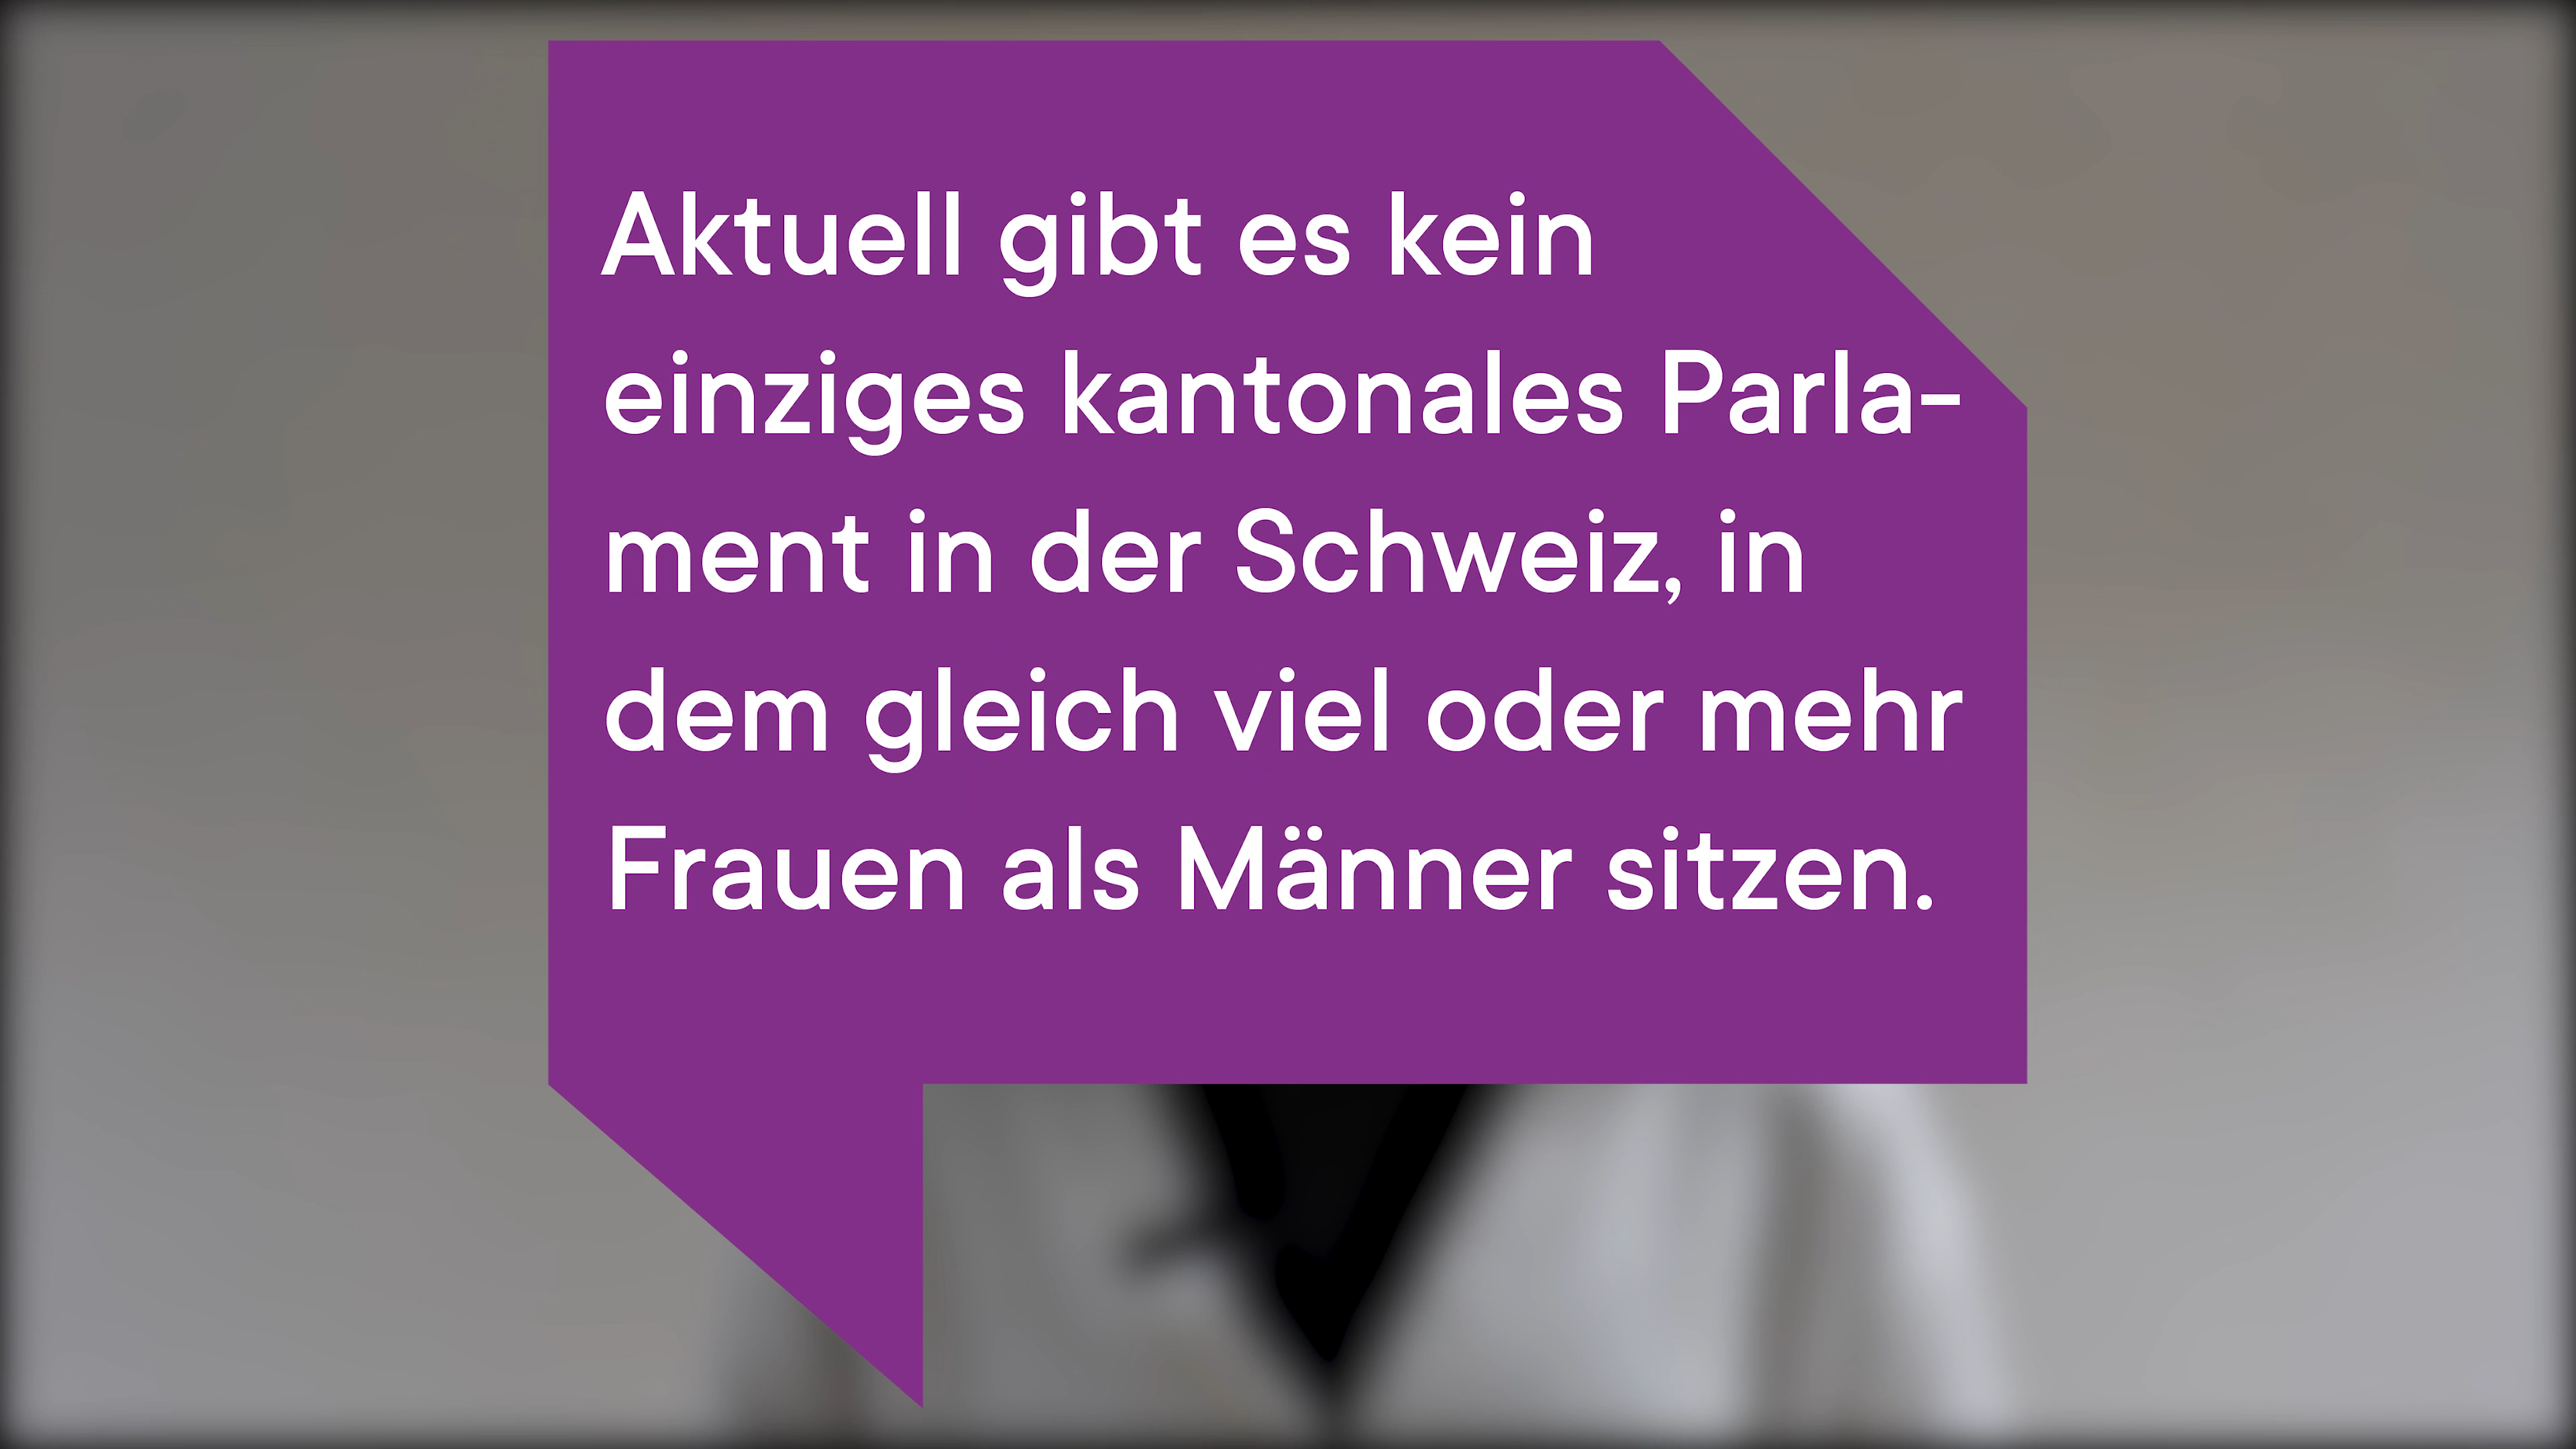 Aktuell gibt es kein
einziges kantonales Parla-
ment in der Schweiz, in
dem gleich viel oder mehr
Frauen als Männer sitzen.